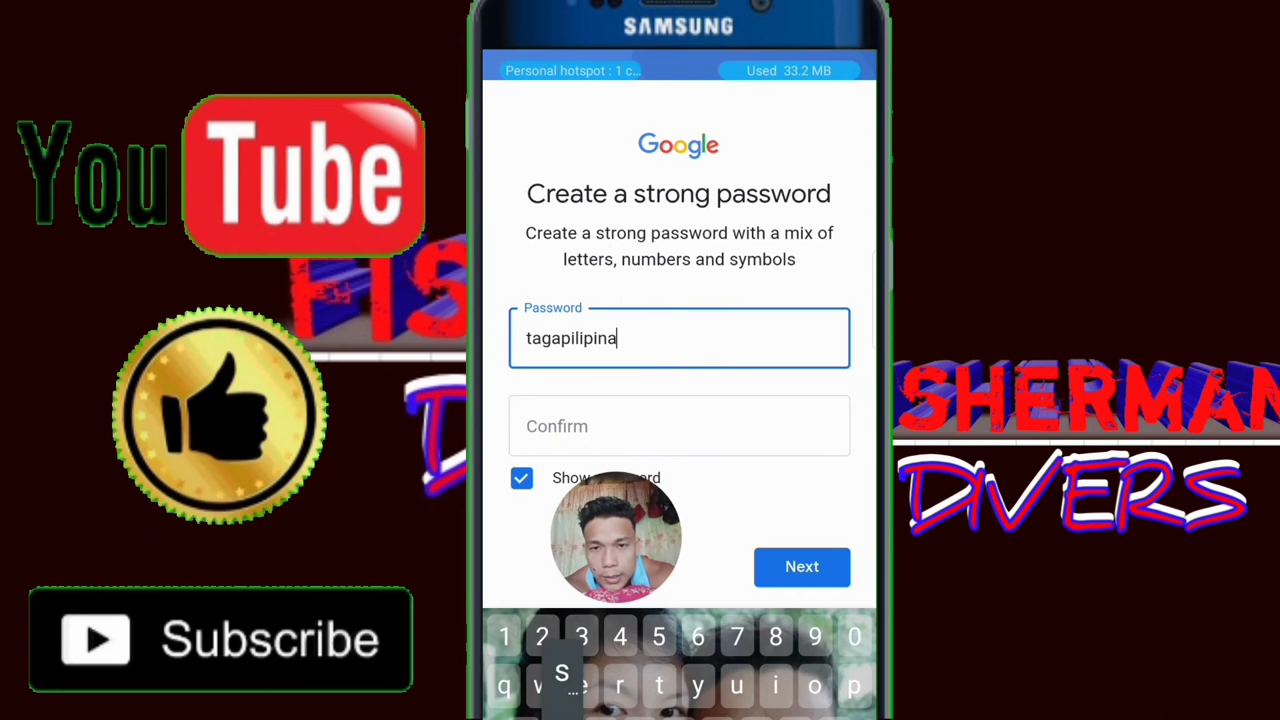 SAMSUNG
Personal hotspot : 1 c... Used 33.2 MB
Google
Create a strong password
Create a strong password with a mix of
letters, numbers and symbols
Password
tagapilipina
Confirm
Next
1 2 3 4 5 6 7 8 9 0
q e r t y u i o p
S
...
You Tube
FIS
D
Subscribe
SHERMAN
DIVERS